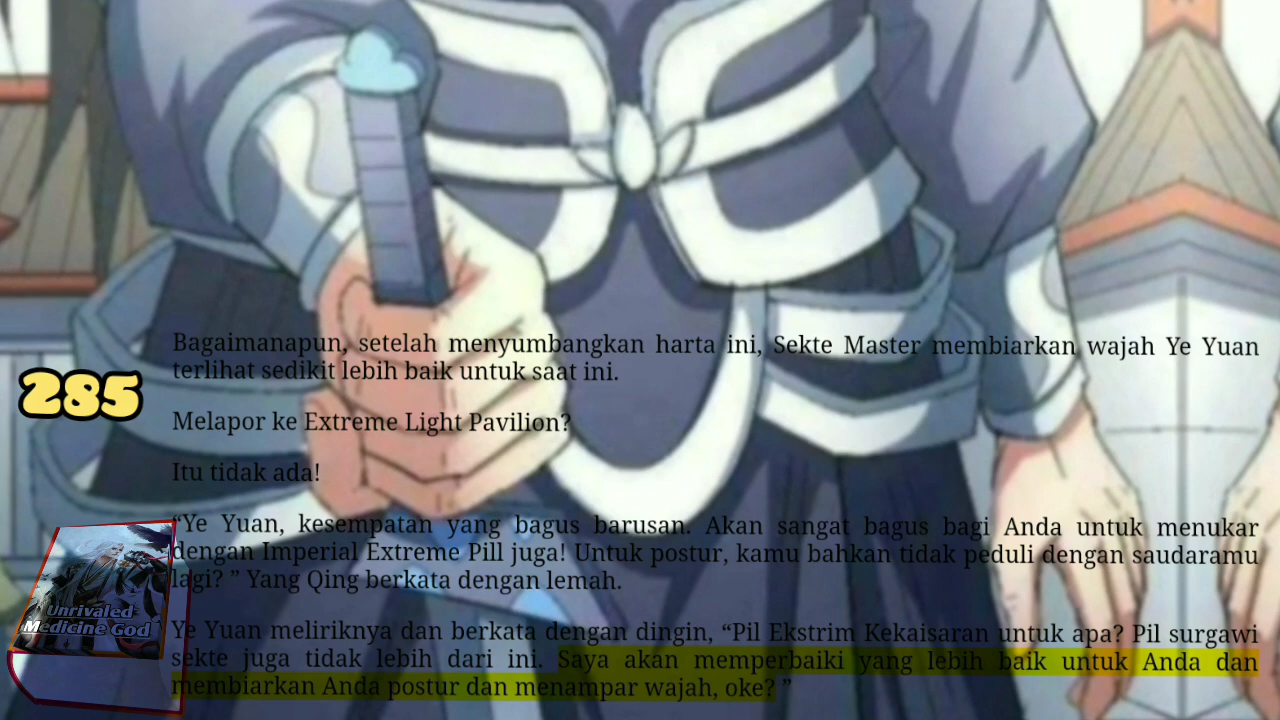 Bagaimanapun, setelah menyumbangkan harta ini, Sekte Master membiarkan wajah Ye Yuan
terlihat sedikit lebih baik untuk saat ini.
285
Melapor ke Extreme Light Pavilion?
Itu tidak ada!
“Ye Yuan, kesempatan yang bagus barusan. Akan sangat bagus bagi Anda untuk menukar
dengan Imperial Extreme Pill juga! Untuk postur, kamu bahkan tidak peduli dengan saudaramu
lagi? ” Yang Qing berkata dengan lemah.
Unrivaled
Medicine God
Ye Yuan meliriknya dan berkata dengan dingin, “Pil Ekstrim Kekaisaran untuk apa? Pil surgawi
sekte juga tidak lebih dari ini. Saya akan memperbaiki yang lebih baik untuk Anda dan
membiarkan Anda postur dan menampar wajah, oke? ”